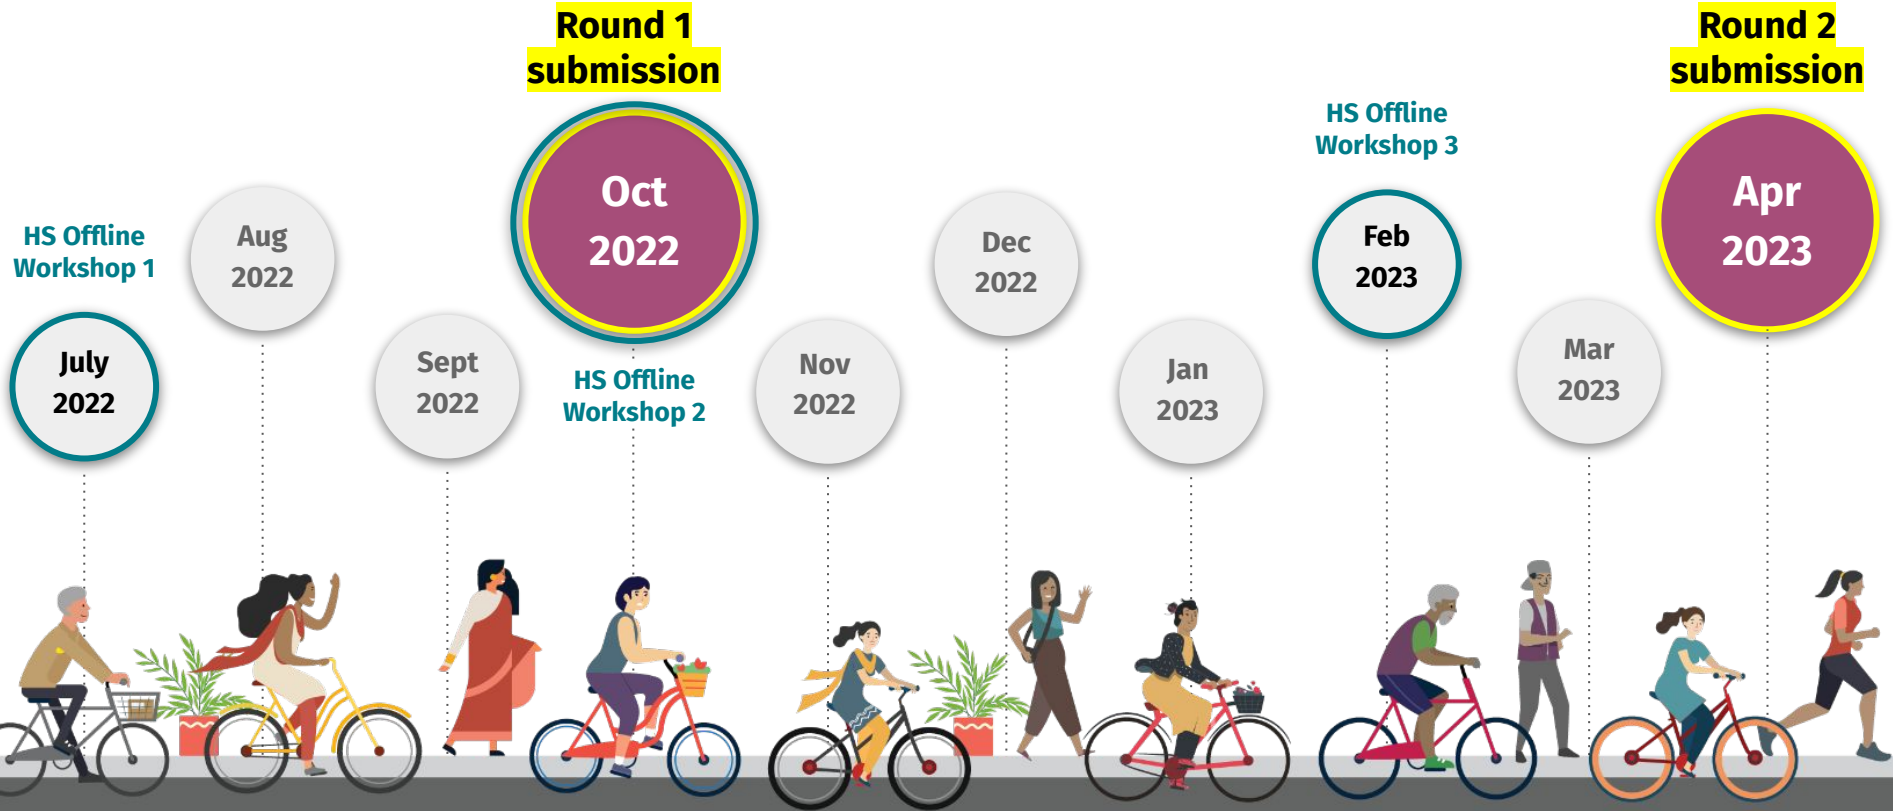 HS Offline
Workshop 1
July
2022
Aug
2022
Sept
2022
Round 1
submission
Oct
2022
HS Offline
Workshop 2
Nov
2022
Dec
2022
Jan
2023
HS Offline
Workshop 3
Feb
2023
Mar
2023
Round 2
submission
Apr
2023